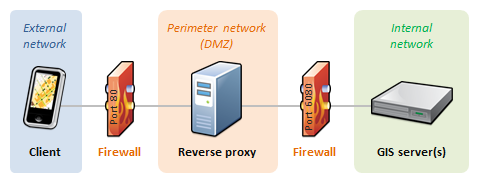 External
network
Perimeter network
(DMZ)
Internal
network
Port 80
Port 6080
Client
Firewall
Reverse proxy
Firewall
GIS server(s)